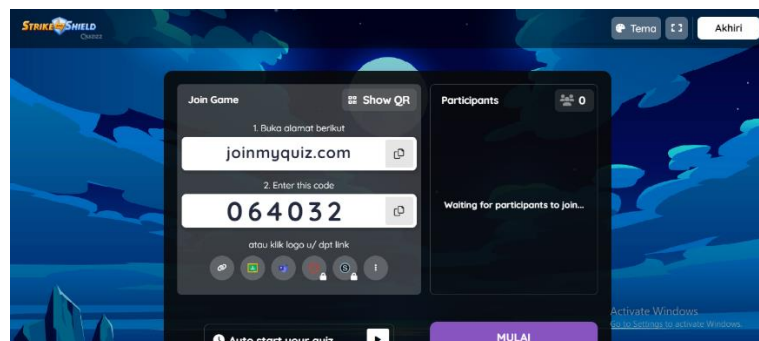 STRIKE SHIELD
Quizizz
Tema
Akhiri
Join Game
Show QR
1. Buka alamat berikut
joinmyquiz.com
2. Enter this code
064032
atau klik logo u/ dpt link
Participants
0
Waiting for participants to join...
Auto start your quiz
MULAI
Activate Windows
Go to Settings to activate Windows.